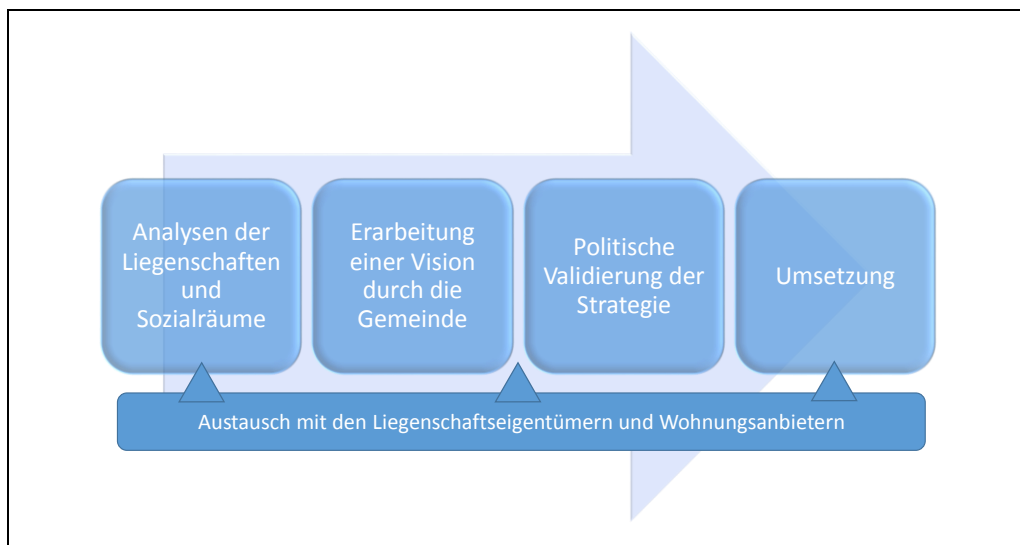 Analysen der
Liegenschaften
und
Sozialräume
Erarbeitung
einer Vision
durch die
Gemeinde
Politische
Validierung der
Strategie
Umsetzung
Austausch mit den Liegenschaftseigentümern und Wohnungsanbietern